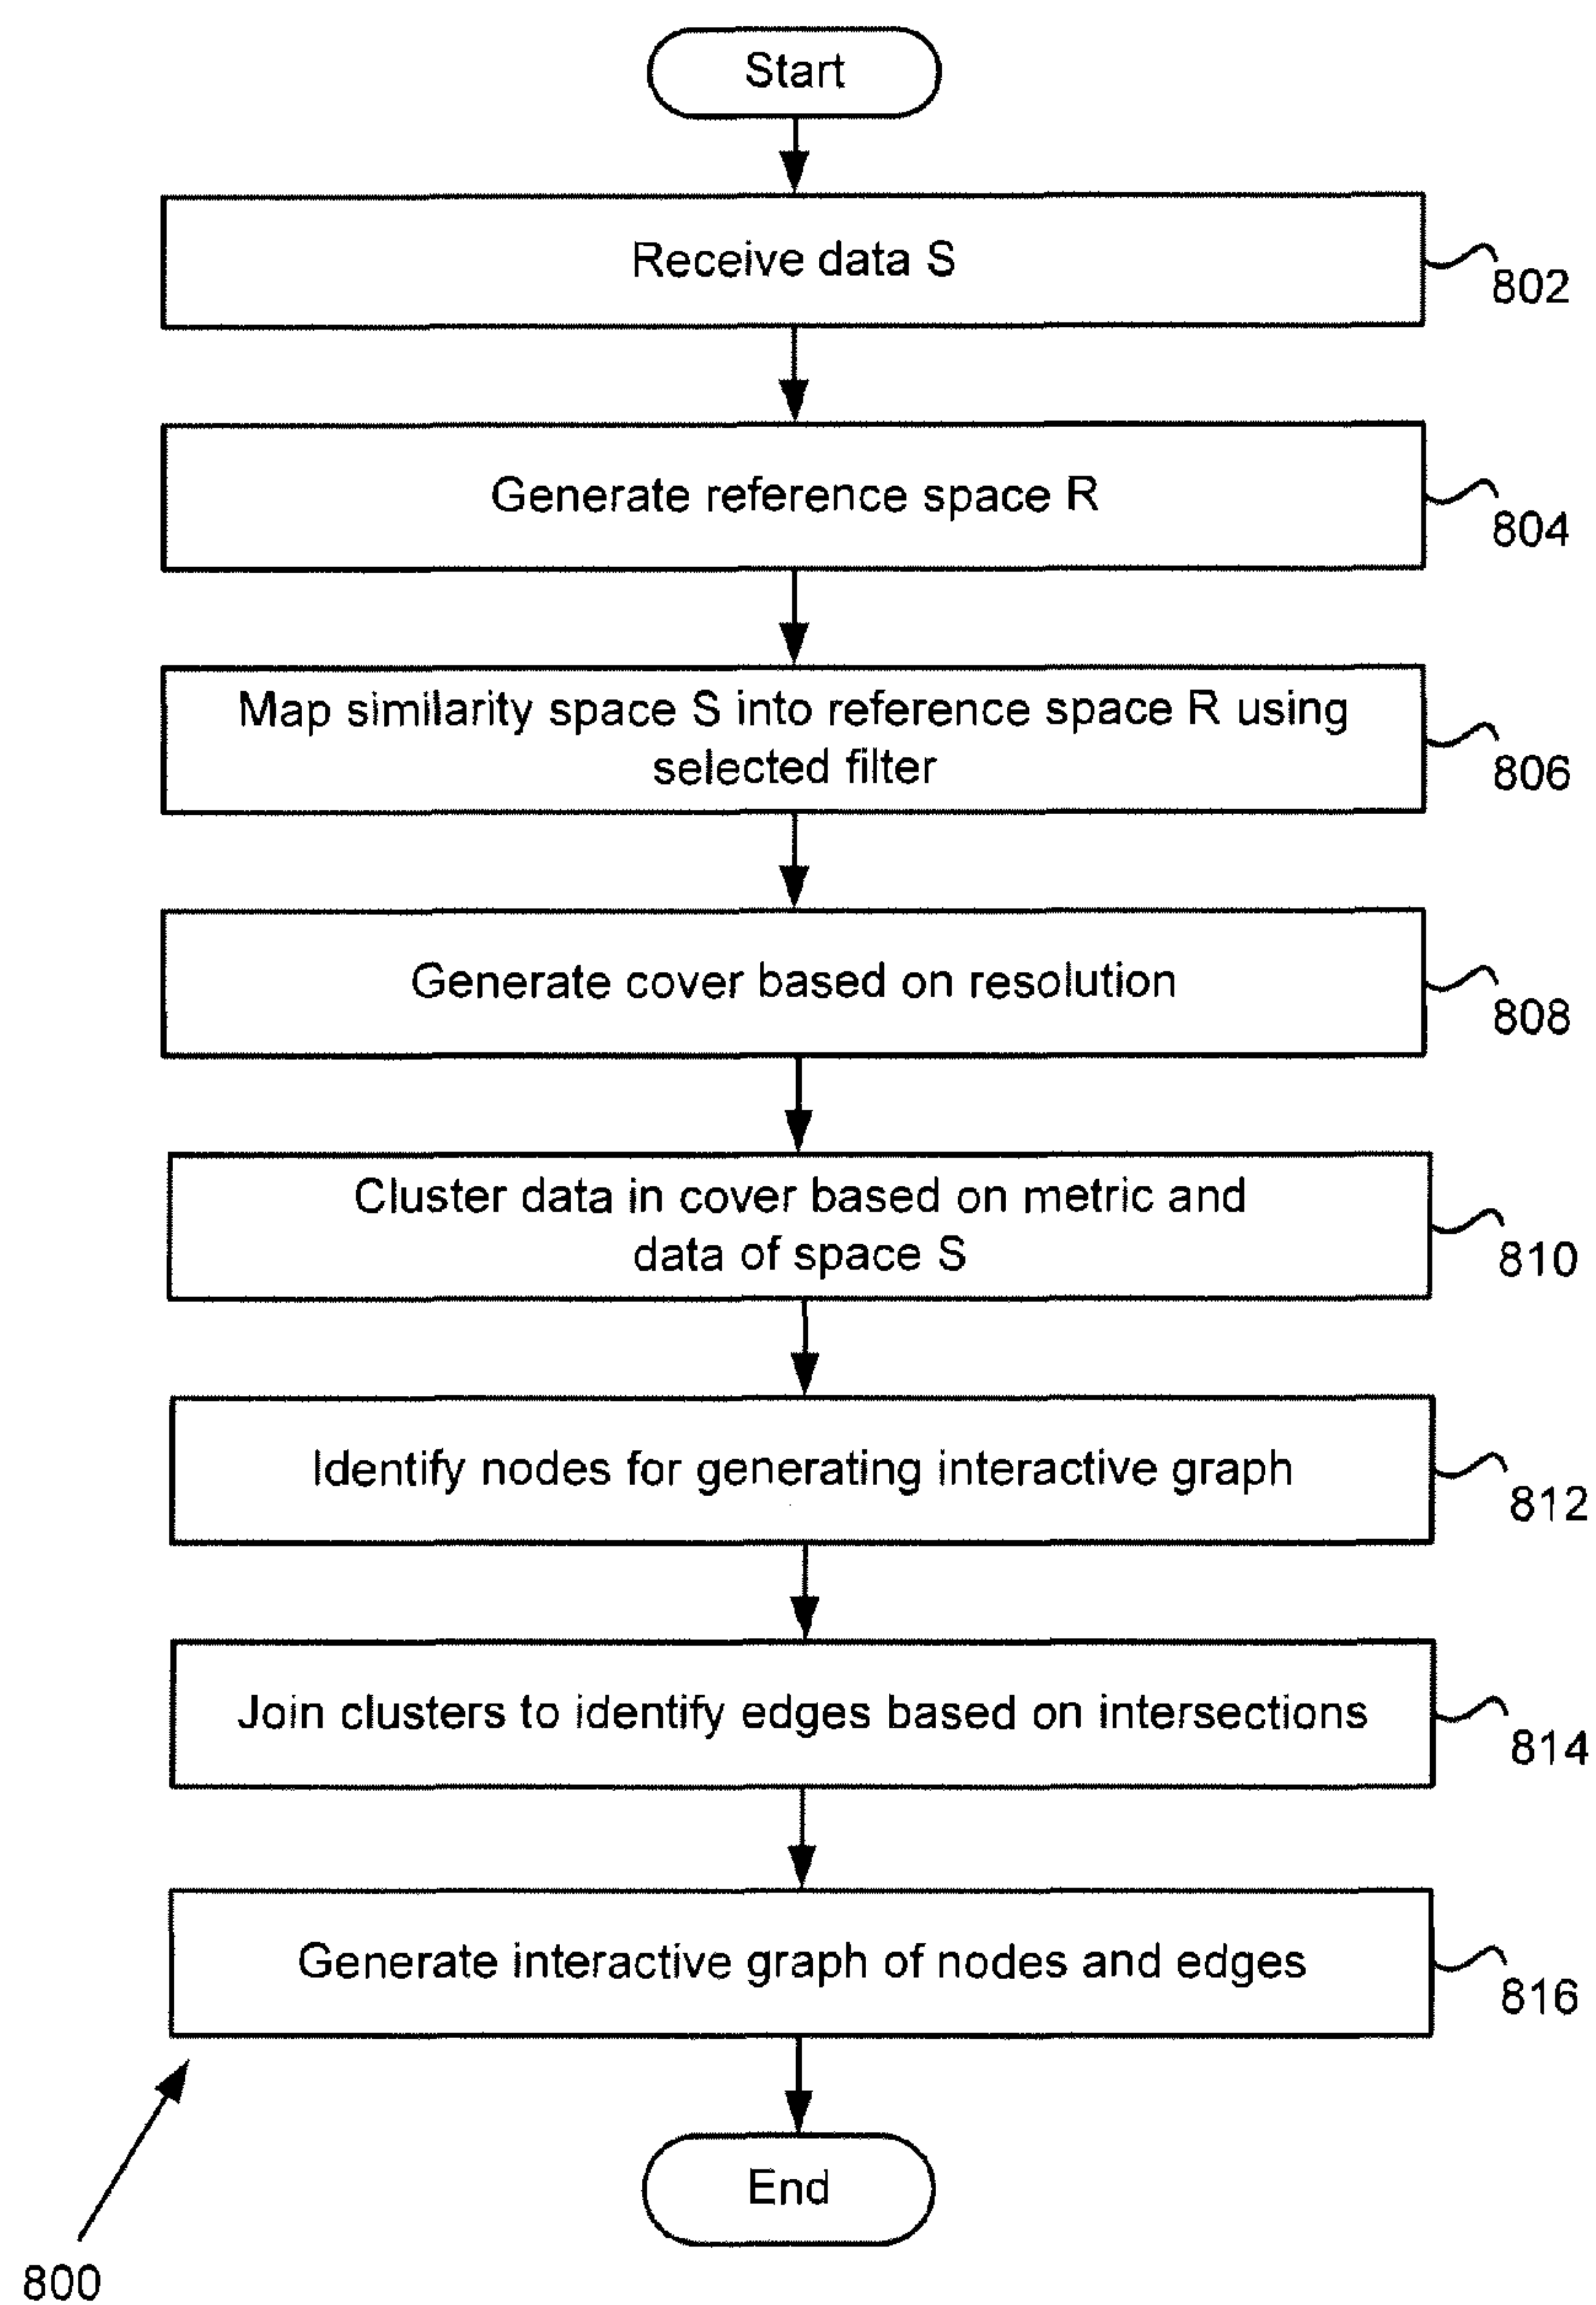 Start
Receive data S
802
Generate reference space R
804
Map similarity space S into reference space R using
selected filter
806
Generate cover based on resolution
808
Cluster data in cover based on metric and
data of space S
810
Identify nodes for generating interactive graph
812
Join clusters to identify edges based on intersections
814
Generate interactive graph of nodes and edges
816
End
800